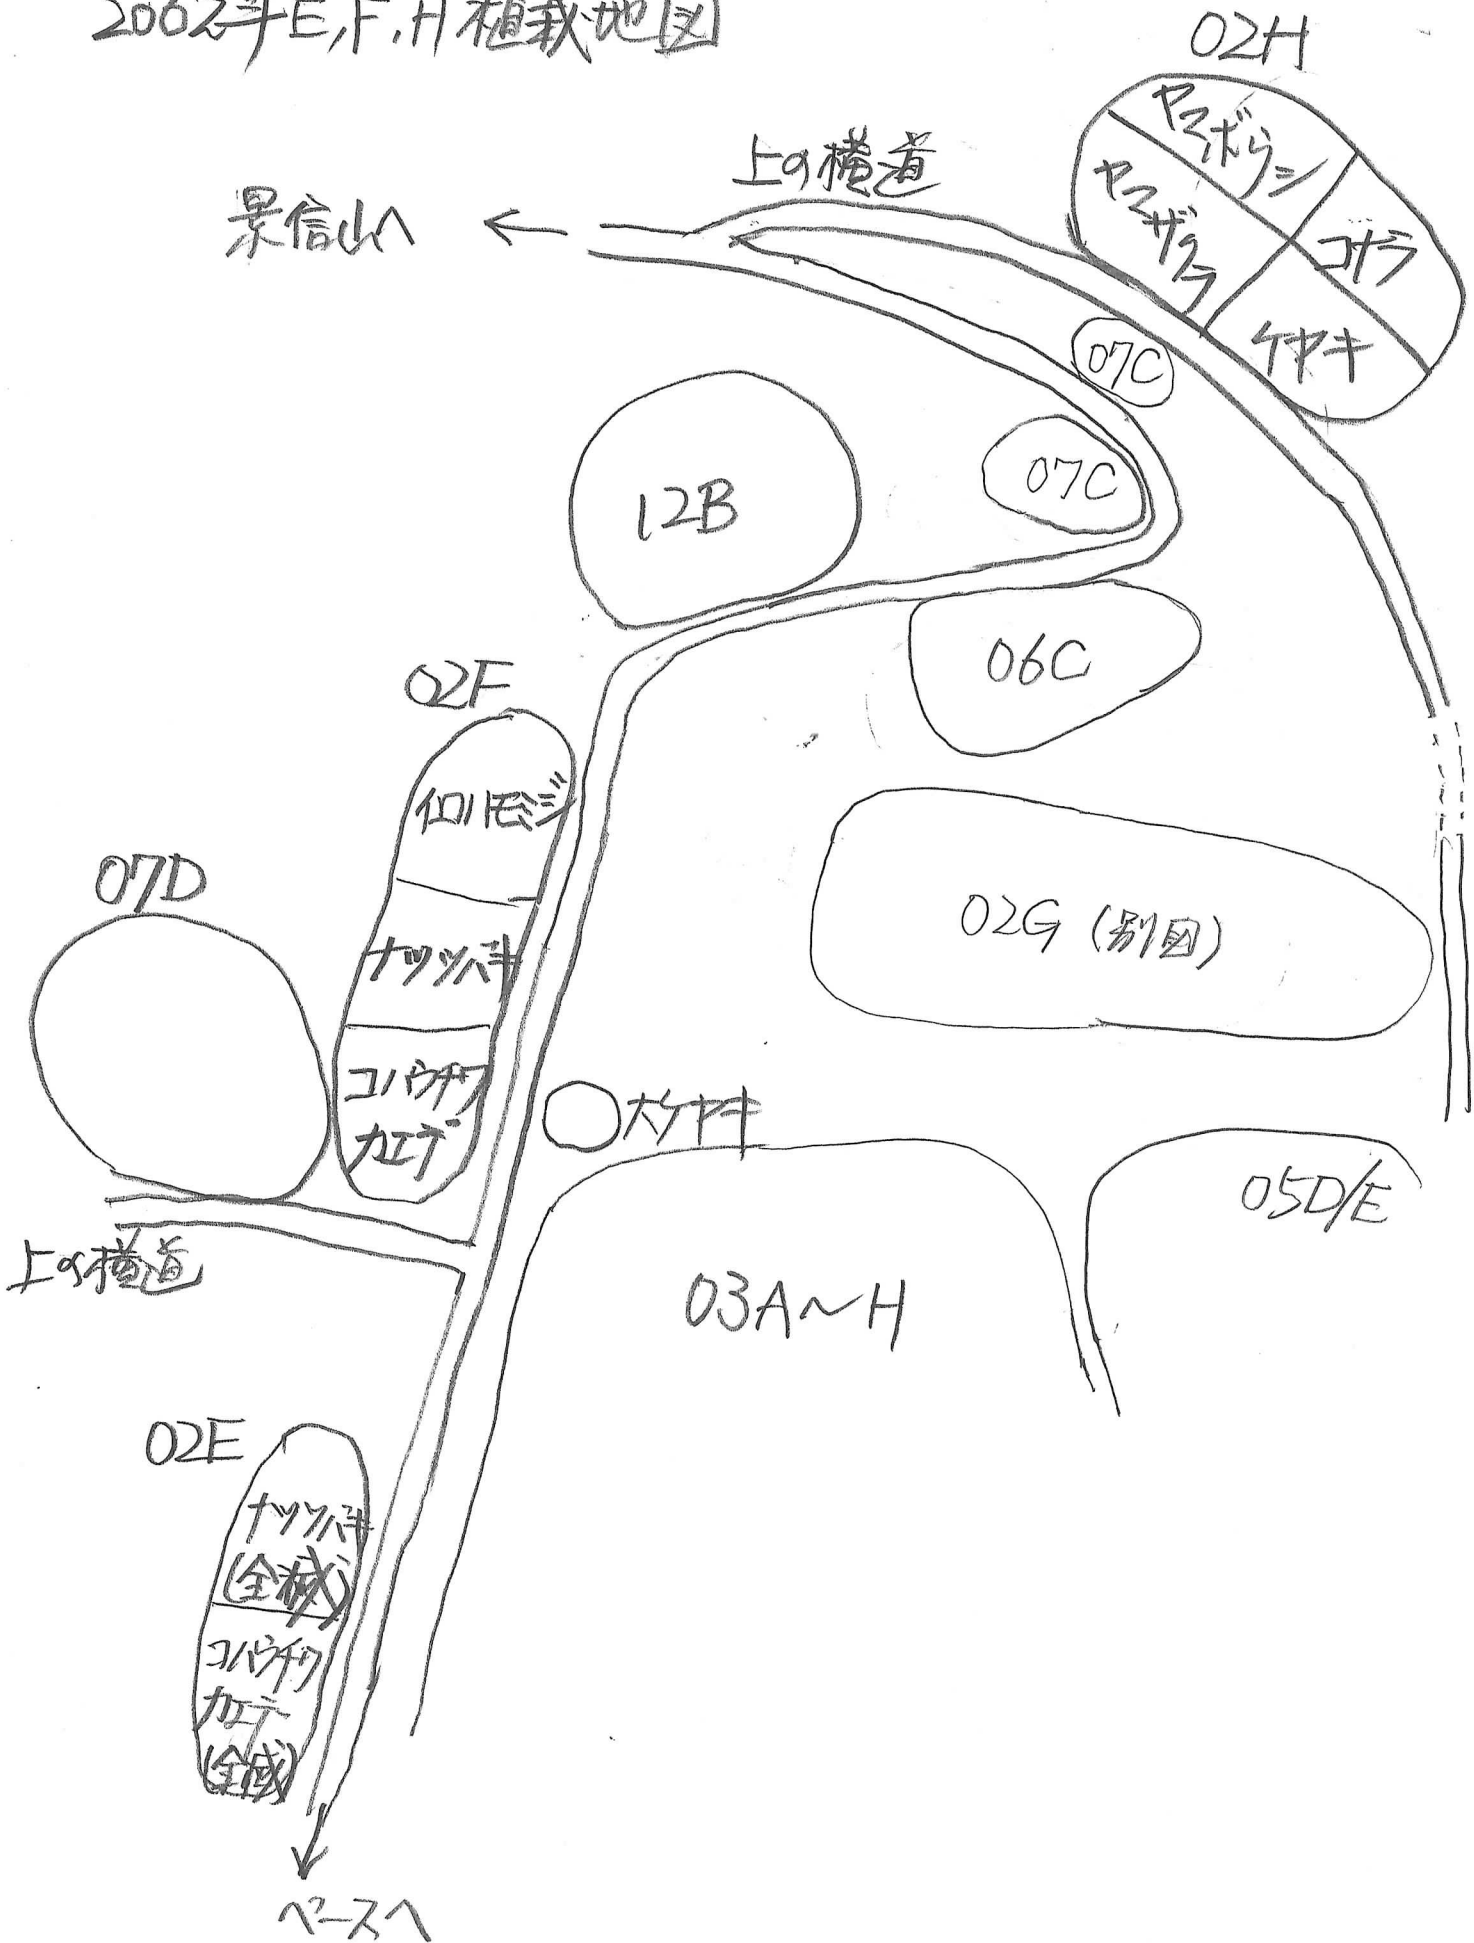 2002年E,F,H植栽地図
02H
ヤマボウシ
ヤマザクラ
コナラ
ケヤキ
上の横道
景信山へ ←
07C
07C
12B
06C
02F
イロハモミジ
ナツツバキ
コハウチワ
カエデ
07D
02G (別図)
大ケヤキ
05D/E
上の横道
03A～H
02E
ナツツバキ
(全滅)
コハウチワ
カエデ
(全滅)
ベースへ